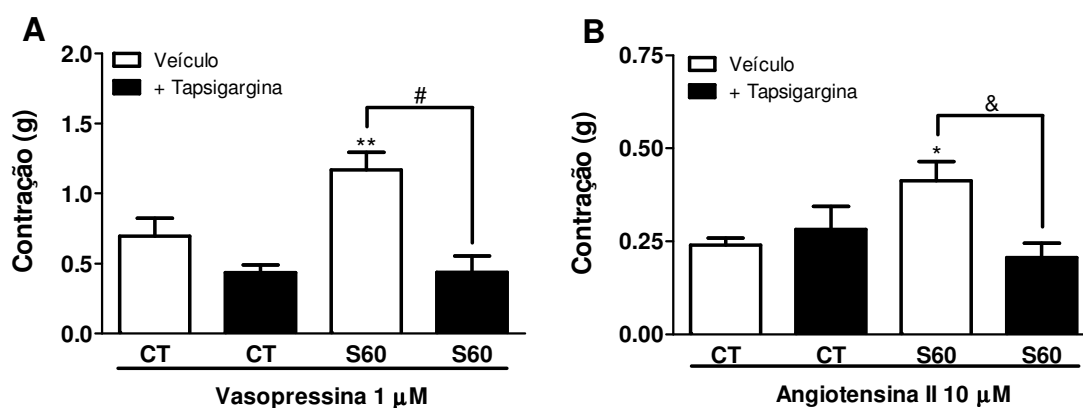 A
Contração (g)
2.0
1.5
1.0
0.5
0.0
Veículo
+ Tapsigargina
#
**
CT
CT
S60
S60
Vasopressina 1 μM
B
Contração (g)
0.75
0.50
0.25
0.00
Veículo
+ Tapsigargina
&
*
CT
CT
S60
S60
Angiotensina II 10 μM